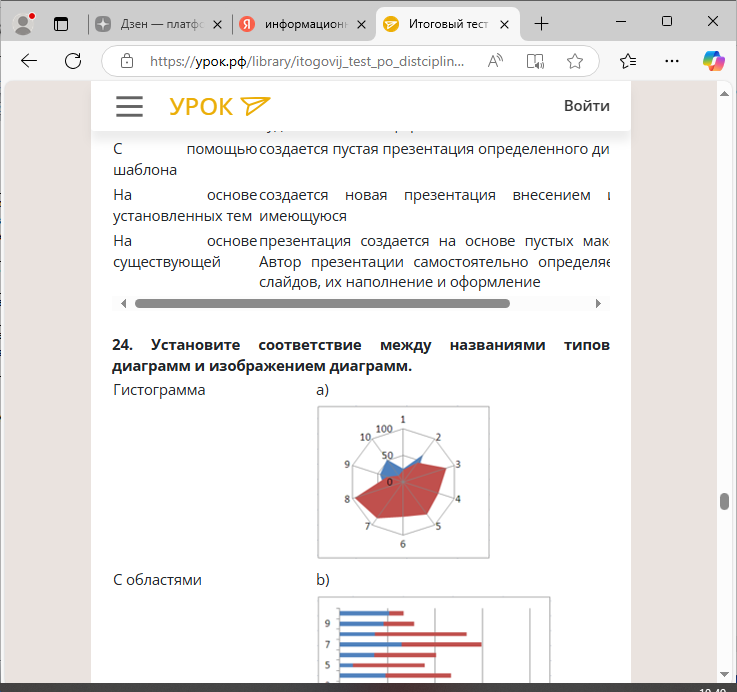 Дзен — платфо
информационн
Итоговый тест
https://урок.рф/library/itogovij_test_po_distciplin...
УРОК
Войти
С помощью создается пустая презентация определенного ди
шаблона
На основе создается новая презентация внесением
установленных тем имеющуюся
На основе презентация создается на основе пустых мак
существующей Автор презентации самостоятельно определяе
слайдов, их наполнение и оформление
24. Установите соответствие между названиями типов
диаграмм и изображением диаграмм.
Гистограмма a)
1
100
10 2
50
9 3
0
8 4
7 5
6
С областями b)
9
7
5